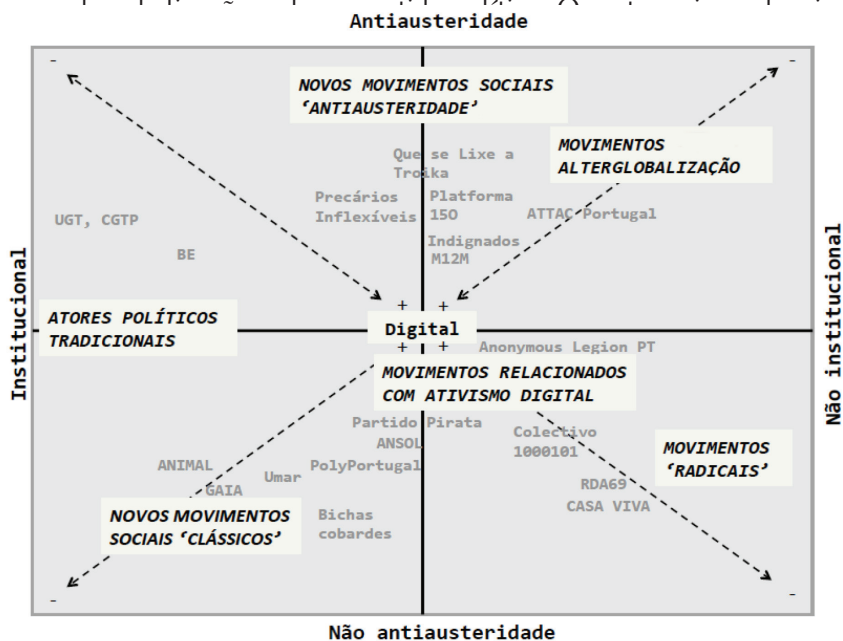 Antiausteridade
-
-
NOVOS MOVIMENTOS SOCIAIS
‘ANTIAUSTERIDADE’
MOVIMENTOS
ALTERGLOBALIZAÇÃO
Que se Lixe a
Troika
Precários
Inflexíveis
Platforma
15O
ATTAC Portugal
UGT, CGTP
BE
Indignados
M12M
Institucional
Não institucional
ATORES POLÍTICOS
TRADICIONAIS
+ +
Digital
+ +
Anonymous Legion PT
MOVIMENTOS RELACIONADOS
COM ATIVISMO DIGITAL
Partido Pirata
ANSOL
Colectivo
1000101
MOVIMENTOS
‘RADICAIS’
ANIMAL
Umar
PolyPortugal
GAIA
RDA69
CASA VIVA
NOVOS MOVIMENTOS
SOCIAIS ‘CLÁSSICOS’
Bichas
cobardes
-
-
Não antiausteridade